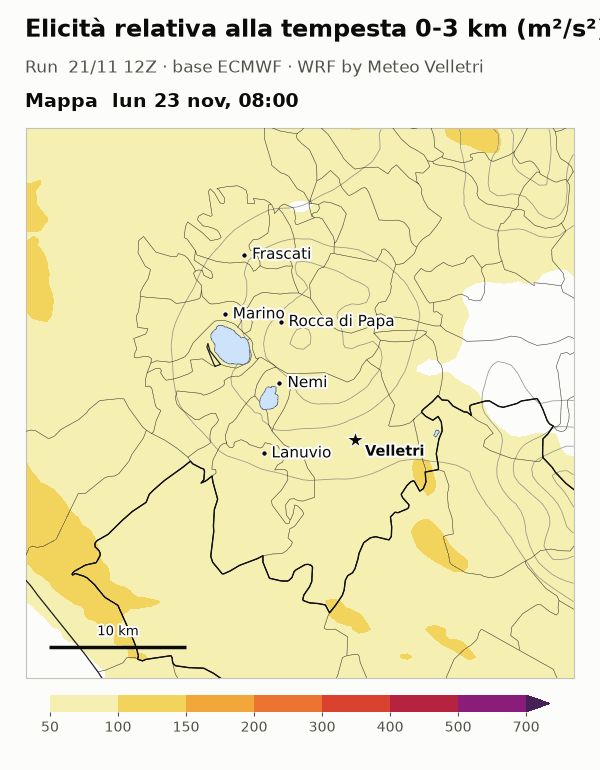 Elicità relativa alla tempesta 0-3 km (m²/s²)
Run  21/11 12Z · base ECMWF · WRF by Meteo Velletri
Mappa  lun 23 nov, 08:00
Frascati
Marino
Rocca di Papa
Nemi
Velletri
Lanuvio
10 km
50 100 150 200 300 400 500 700